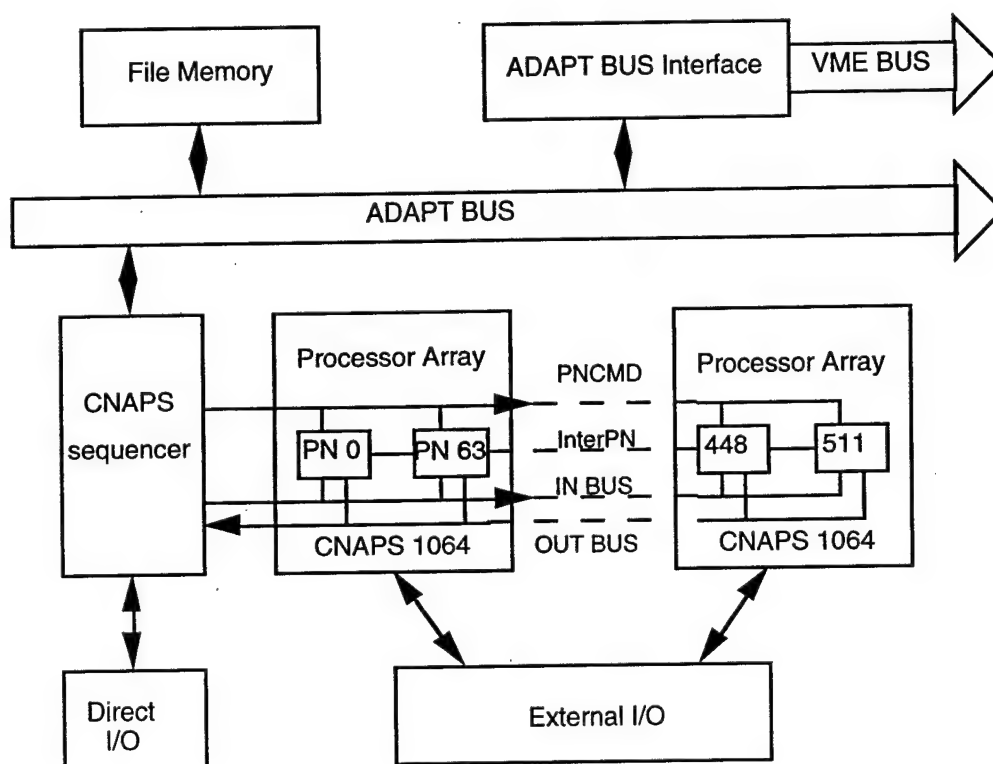 File Memory
ADAPT BUS Interface
VME BUS
ADAPT BUS
CNAPS
sequencer
Processor Array
PN 0
PN 63
CNAPS 1064
PNCMD
InterPN
IN BUS
OUT BUS
Processor Array
448
511
CNAPS 1064
Direct
I/O
External I/O